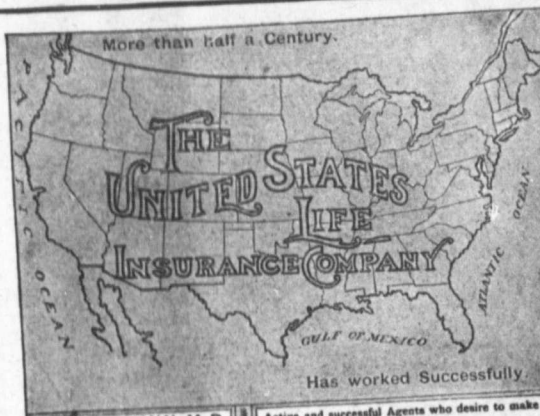 More than half a Century.
PACIFIC OCEAN
THE
UNITED STATES
LIFE
INSURANCE COMPANY
ATLANTIC OCEAN
GULF OF MEXICO
Has worked Successfully.
Active and successful Agents who desire to make